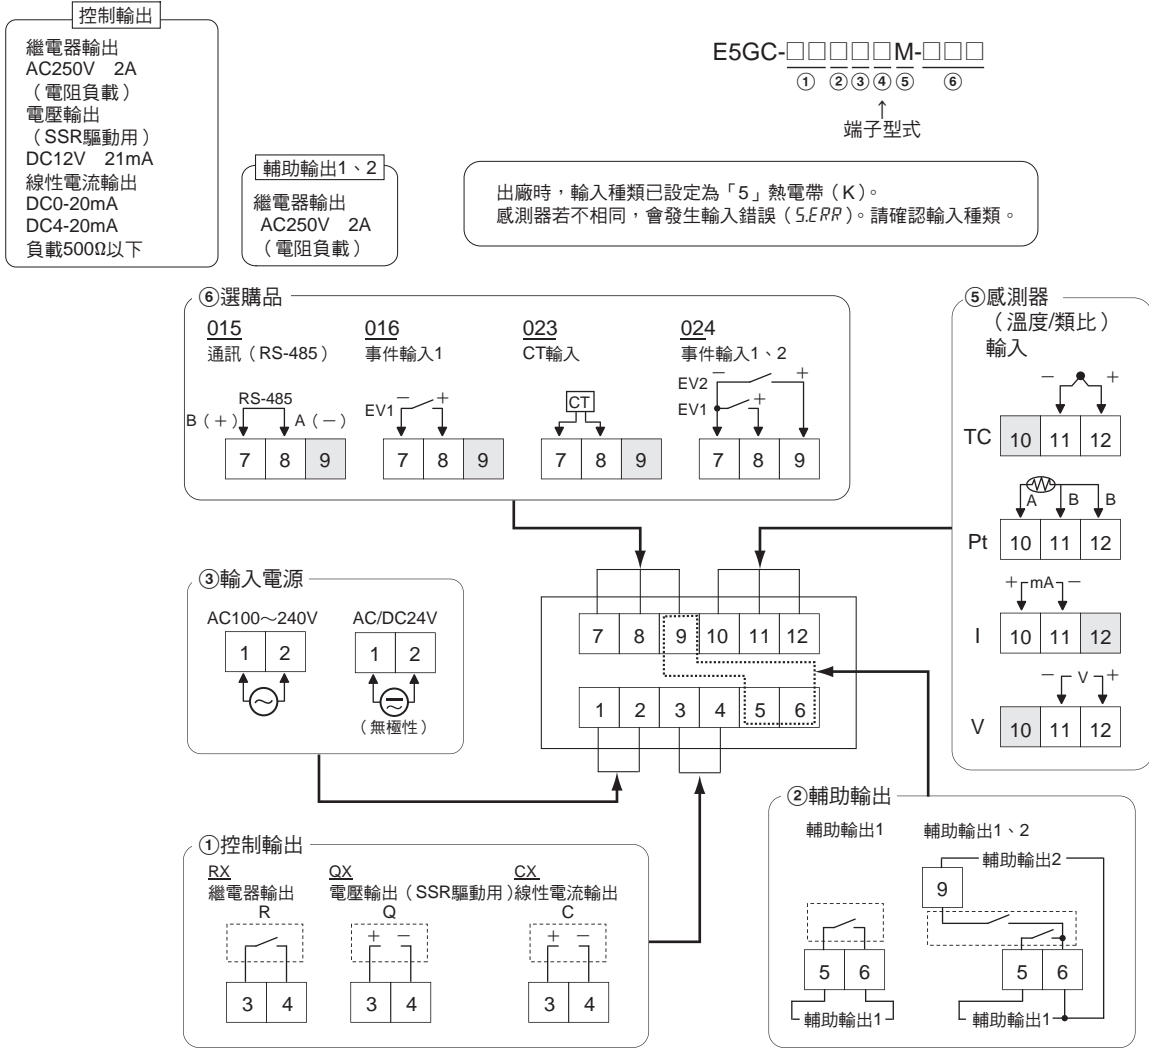 控制輸出
繼電器輸出
AC250V 2A
（電阻負載）
電壓輸出
（SSR驅動用）
DC12V 21mA
線性電流輸出
DC0-20mA
DC4-20mA
負載500Ω以下
輔助輸出1、2
繼電器輸出
AC250V 2A
（電阻負載）
E5GC-□□□□□M-□□□
① ② ③ ④ ⑤ ⑥
↑
端子型式
出廠時，輸入種類已設定為「5」熱電帶（K）。
感測器若不相同，會發生輸入錯誤（S.ERR）。請確認輸入種類。
⑥選購品
015 016 023 024
通訊（RS-485） 事件輸入1 CT輸入 事件輸入1、2
RS-485
B（+） A（−）
7 8 9
EV1 − +
7 8 9
CT
7 8 9
EV2 − +
EV1 +
7 8 9
⑤感測器
（溫度/類比）
輸入
− +
TC 10 11 12
A B B
Pt 10 11 12
+ mA −
I 10 11 12
− V +
V 10 11 12
③輸入電源
AC100～240V AC/DC24V
1 2 1 2
（無極性）
7 8 9 10 11 12
1 2 3 4 5 6
①控制輸出
RX QX CX
繼電器輸出 電壓輸出（SSR驅動用） 線性電流輸出
R Q C
+ − + −
3 4 3 4 3 4
②輔助輸出
輔助輸出1 輔助輸出1、2
輔助輸出2
9
5 6 5 6
輔助輸出1 輔助輸出1